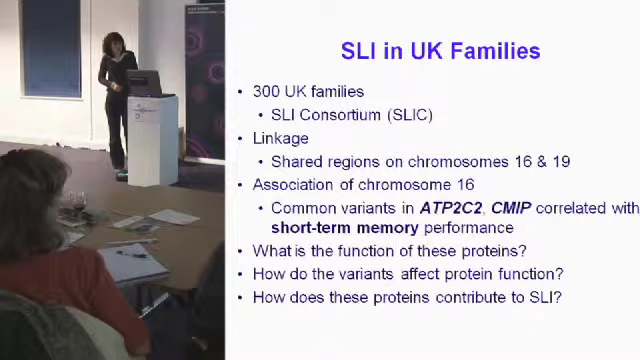 SLI in UK Families
• 300 UK families
• SLI Consortium (SLIC)
• Linkage
• Shared regions on chromosomes 16 & 19
• Association of chromosome 16
• Common variants in ATP2C2, CMIP correlated with
short-term memory performance
• What is the function of these proteins?
• How do the variants affect protein function?
• How does these proteins contribute to SLI?